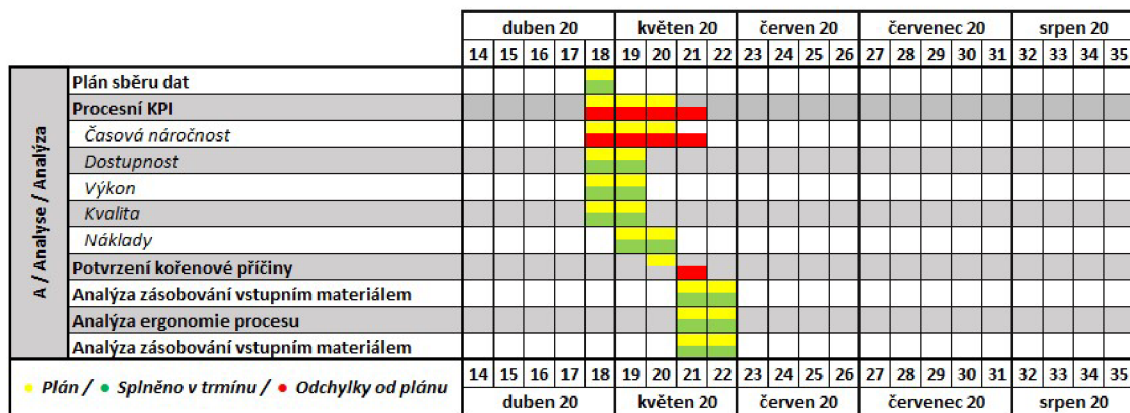 duben 20 květen 20 červen 20 červenec 20 srpen 20
14 15 16 17 18 19 20 21 22 23 24 25 26 27 28 29 30 31 32 33 34 35
A / Analyse / Analýza
Plán sběru dat
Procesní KPI
Časová náročnost
Dostupnost
Výkon
Kvalita
Náklady
Potvrzení kořenové příčiny
Analýza zásobování vstupním materiálem
Analýza ergonomie procesu
Analýza zásobování vstupním materiálem
Plán / Splněno v trmínu / Odchylky od plánu
14 15 16 17 18 19 20 21 22 23 24 25 26 27 28 29 30 31 32 33 34 35
duben 20 květen 20 červen 20 červenec 20 srpen 20